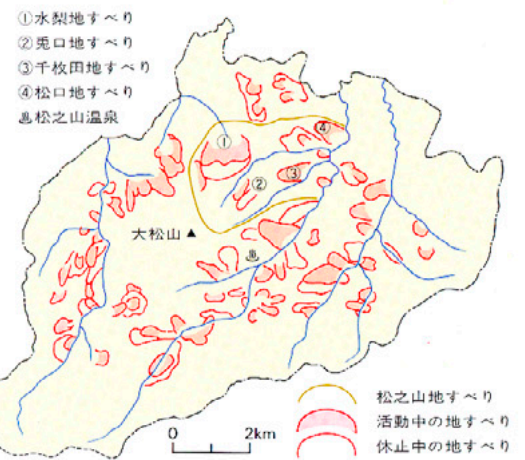 ①水梨地すべり
②兎口地すべり
③千枚田地すべり
④松口地すべり
♨松之山温泉
①
④
②
③
大松山▲
♨
0 2km
松之山地すべり
活動中の地すべり
休止中の地すべり